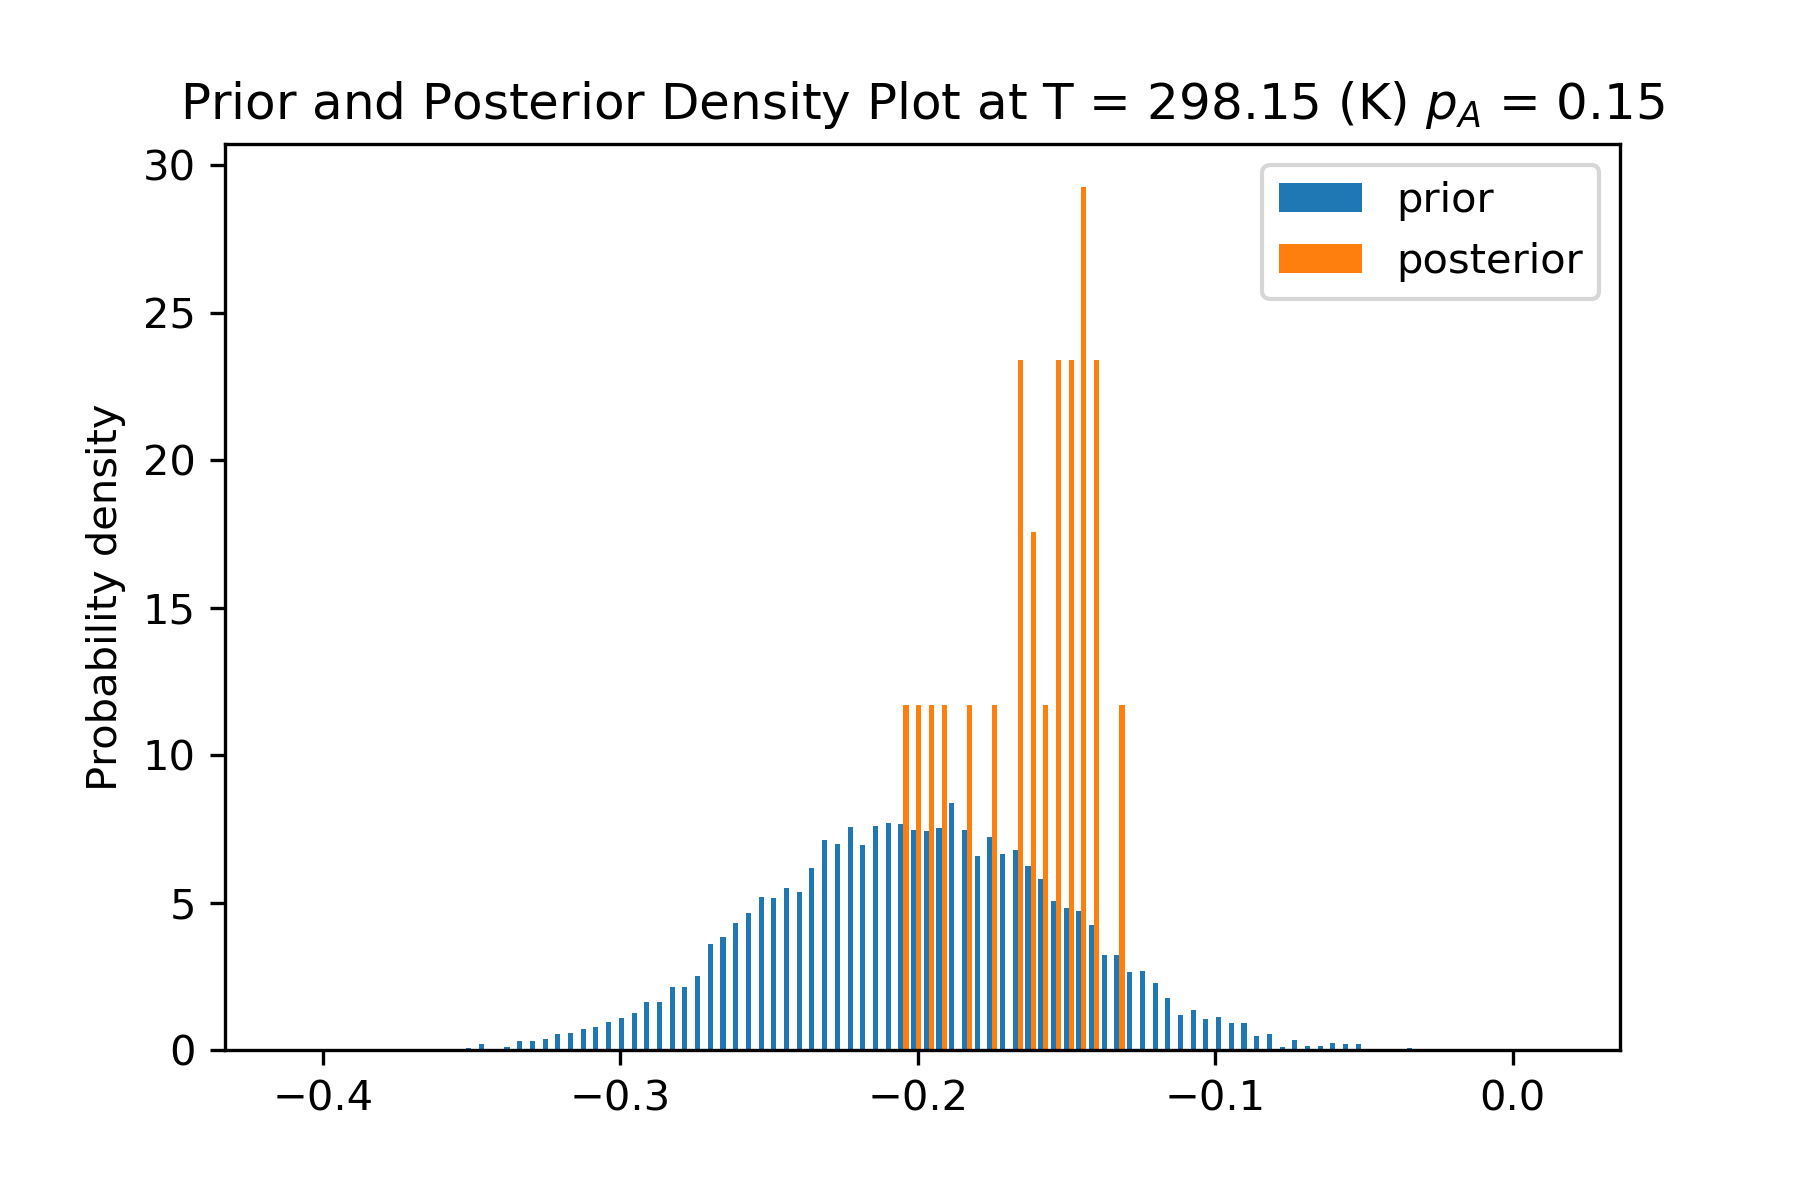 Prior and Posterior Density Plot at T = 298.15 (K) p_A = 0.15
prior
posterior
Probability density
30
25
20
15
10
5
0
−0.4 −0.3 −0.2 −0.1 0.0